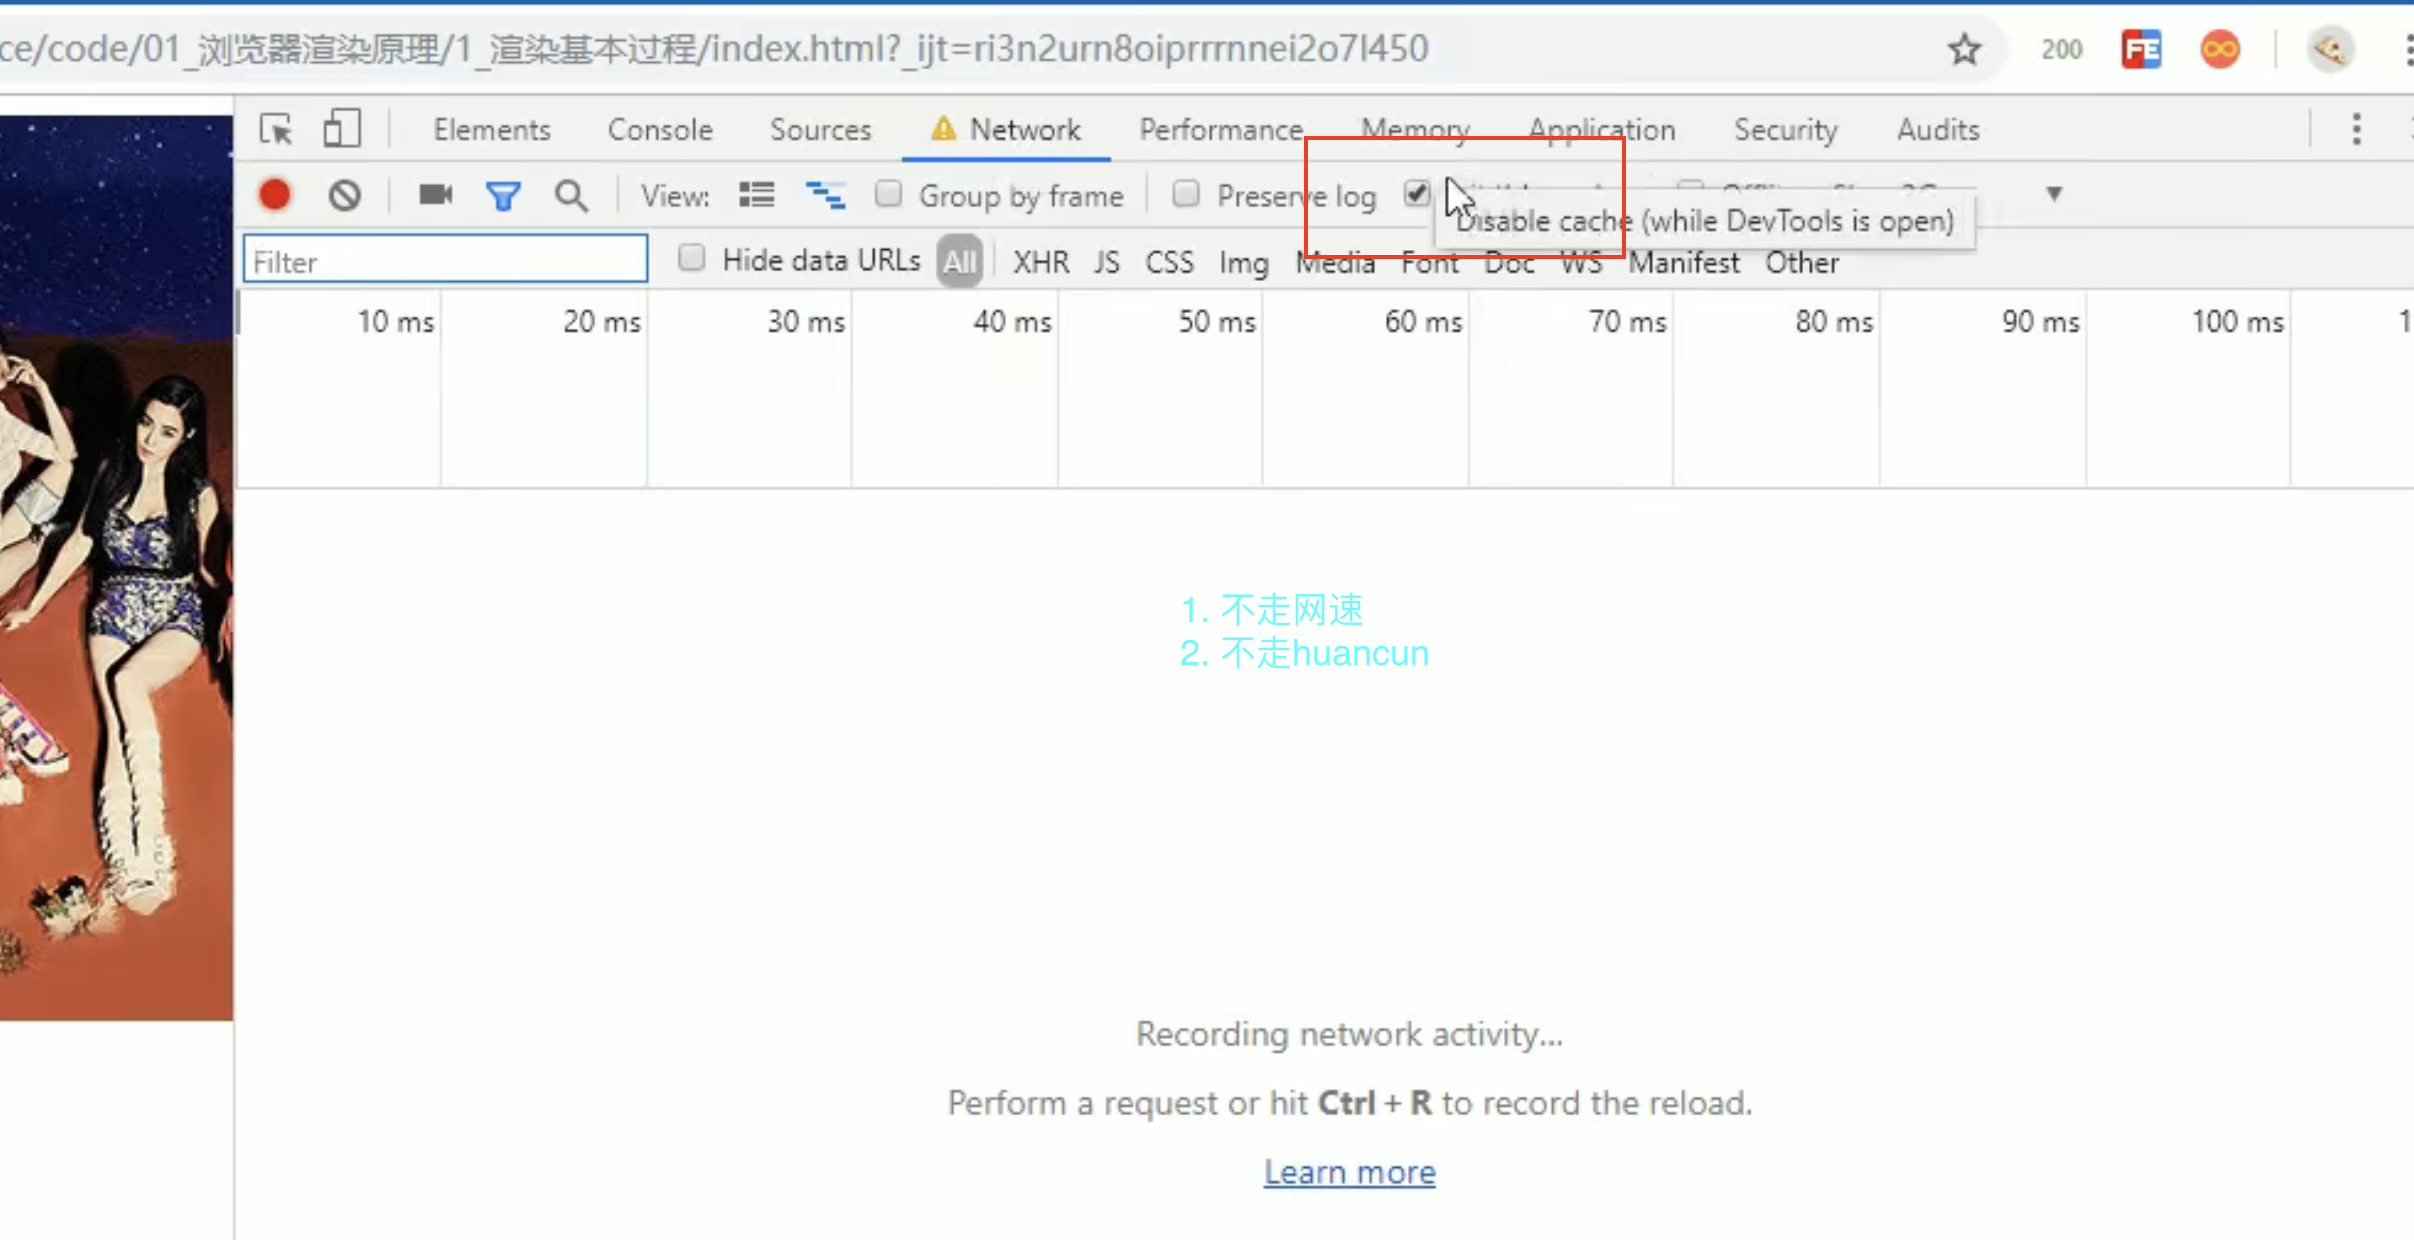 ce/code/01_浏览器渲染原理/1_渲染基本过程/index.html?_ijt=ri3n2urn8oiprrrnnei2o7l450
200
FE
Elements Console Sources Network Performance Memory Application Security Audits
View: Group by frame Preserve log
Disable cache (while DevTools is open)
Filter Hide data URLs All XHR JS CSS Img Media Font Doc WS Manifest Other
10 ms 20 ms 30 ms 40 ms 50 ms 60 ms 70 ms 80 ms 90 ms 100 ms 1
1. 不走网速
2. 不走huancun
Recording network activity...
Perform a request or hit Ctrl + R to record the reload.
Learn more